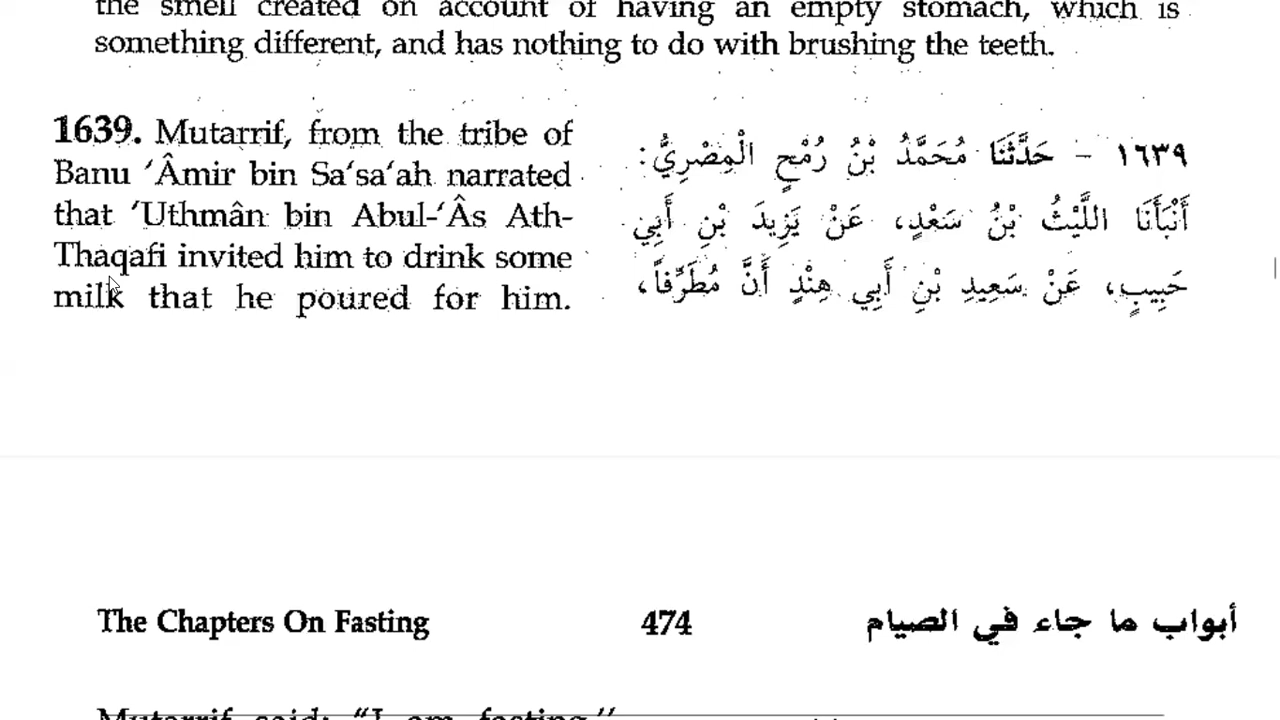 the smell created on account of having an empty stomach, which is
something different, and has nothing to do with brushing the teeth.
1639. Mutarrif, from the tribe of
Banu ‘Âmir bin Sa‘sa‘ah narrated
that ‘Uthmân bin Abul-‘Âs Ath-
Thaqafi invited him to drink some
milk that he poured for him.
١٦٣٩ - حَدَّثَنَا مُحَمَّدُ بْنُ رُمْحٍ الْمِصْرِيُّ:
أَنْبَأَنَا اللَّيْثُ بْنُ سَعْدٍ، عَنْ يَزِيدَ بْنِ أَبِي
حَبِيبٍ، عَنْ سَعِيدِ بْنِ أَبِي هِنْدٍ أَنَّ مُطَرِّفاً،
The Chapters On Fasting 474 أبواب ما جاء في الصيام
Mutarrif said: “I am fasting.”